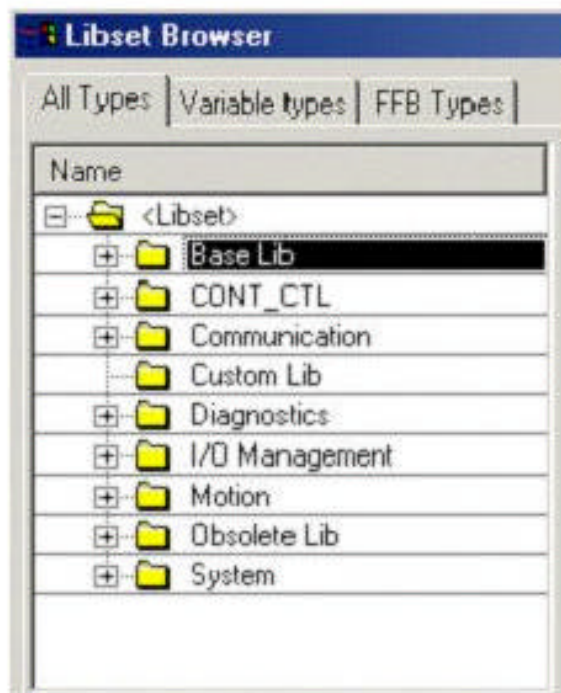 Libset Browser
All Types Variable types FFB Types
Name
<Libset>
Base Lib
CONT_CTL
Communication
Custom Lib
Diagnostics
I/O Management
Motion
Obsolete Lib
System